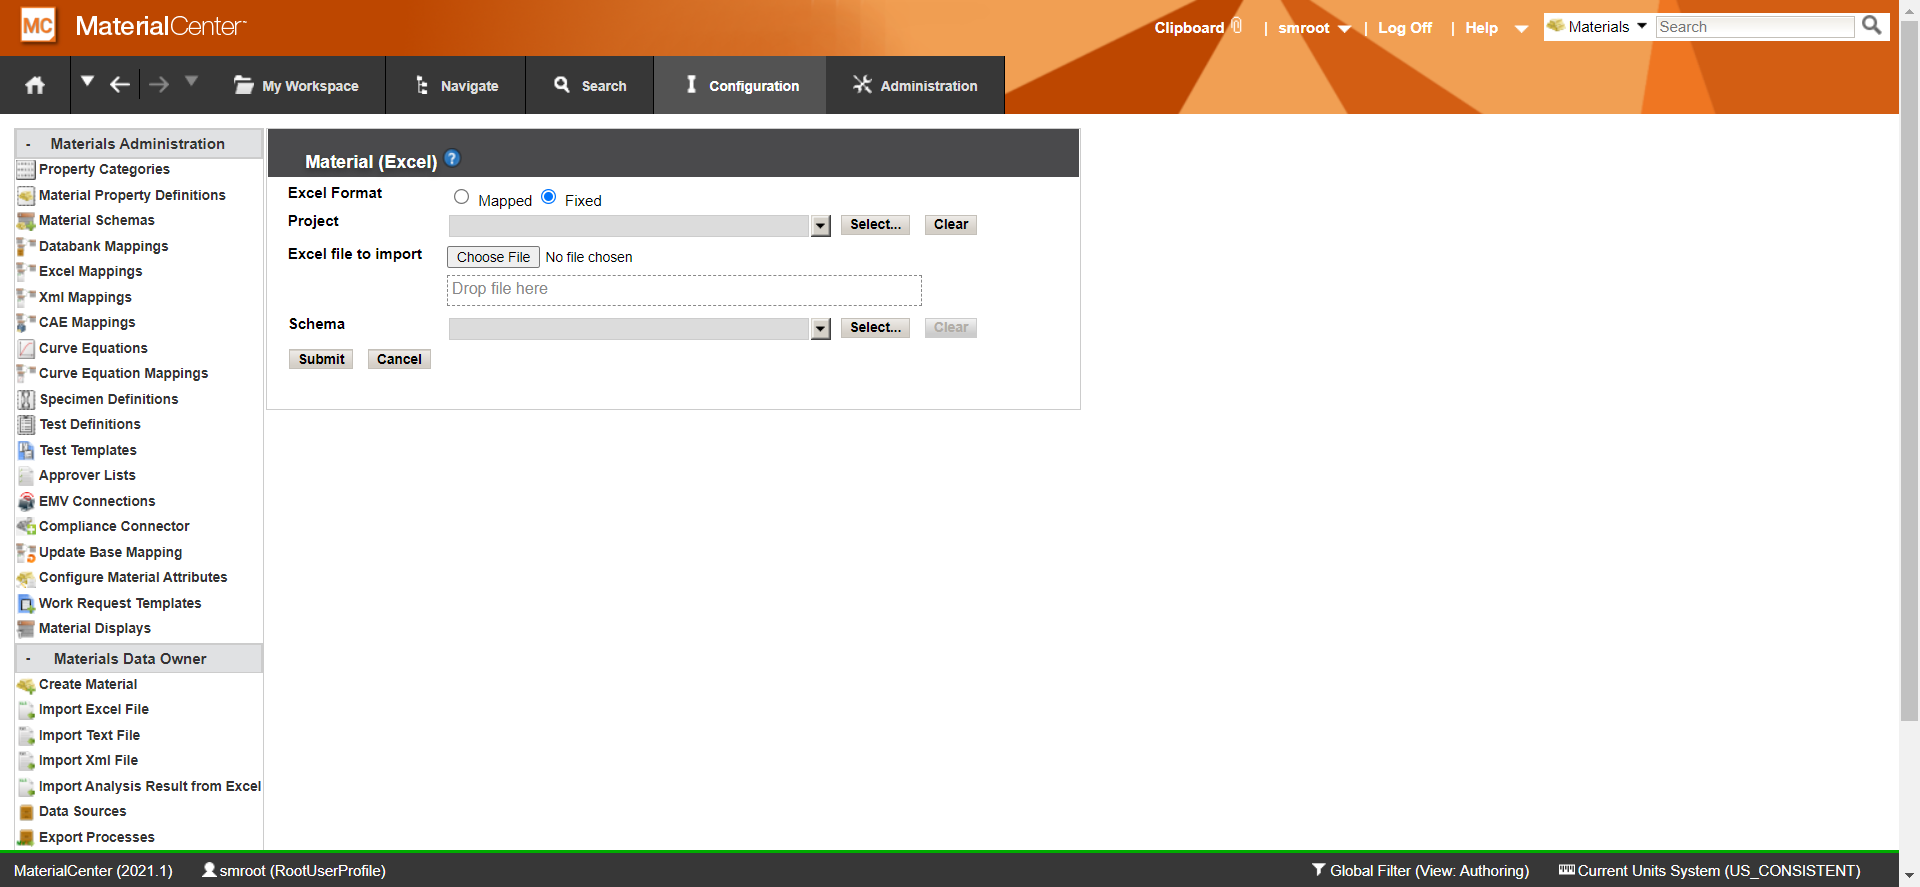 MC MaterialCenter
Clipboard | smroot | Log Off | Help Materials Search
My Workspace Navigate Search Configuration Administration
- Materials Administration
Property Categories
Material Property Definitions
Material Schemas
Databank Mappings
Excel Mappings
Xml Mappings
CAE Mappings
Curve Equations
Curve Equation Mappings
Specimen Definitions
Test Definitions
Test Templates
Approver Lists
EMV Connections
Compliance Connector
Update Base Mapping
Configure Material Attributes
Work Request Templates
Material Displays
- Materials Data Owner
Create Material
Import Excel File
Import Text File
Import Xml File
Import Analysis Result from Excel
Data Sources
Export Processes
Material (Excel) ?
Excel Format Mapped Fixed
Project Select... Clear
Excel file to import Choose File No file chosen
Drop file here
Schema Select... Clear
Submit Cancel
MaterialCenter (2021.1) smroot (RootUserProfile) Global Filter (View: Authoring) Current Units System (US_CONSISTENT)